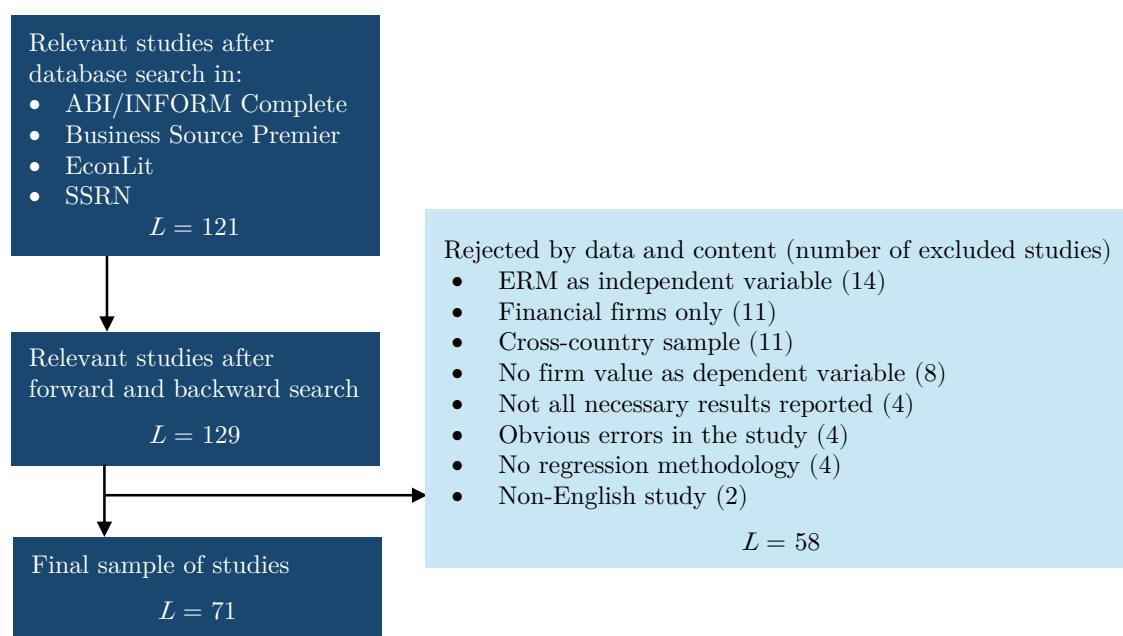 Relevant studies after
database search in:
• ABI/INFORM Complete
• Business Source Premier
• EconLit
• SSRN
L = 121
Relevant studies after
forward and backward search
L = 129
Rejected by data and content (number of excluded studies)
• ERM as independent variable (14)
• Financial firms only (11)
• Cross-country sample (11)
• No firm value as dependent variable (8)
• Not all necessary results reported (4)
• Obvious errors in the study (4)
• No regression methodology (4)
• Non-English study (2)
L = 58
Final sample of studies
L = 71